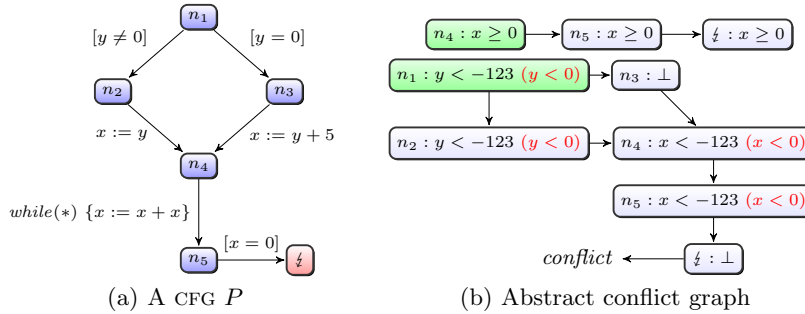 n₁
[y ≠ 0]
[y = 0]
n₂
n₃
x := y
x := y + 5
n₄
while(∗) {x := x + x}
[x = 0]
n₅
↯
(a) A CFG P
n₄ : x ≥ 0
n₅ : x ≥ 0
↯ : x ≥ 0
n₁ : y < −123 (y < 0)
n₃ : ⊥
n₂ : y < −123 (y < 0)
n₄ : x < −123 (x < 0)
n₅ : x < −123 (x < 0)
conflict
↯ : ⊥
(b) Abstract conflict graph